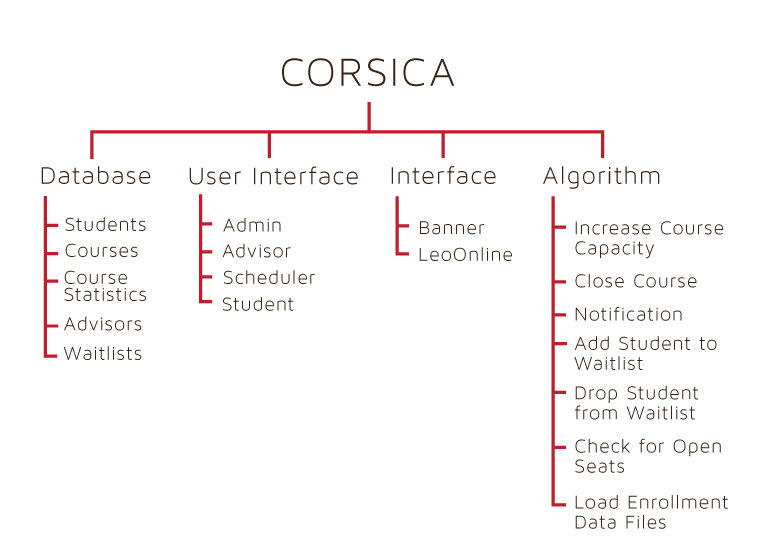 CORSICA
Database
Students
Courses
Course
Statistics
Advisors
Waitlists
User Interface
Admin
Advisor
Scheduler
Student
Interface
Banner
LeoOnline
Algorithm
Increase Course
Capacity
Close Course
Notification
Add Student to
Waitlist
Drop Student
from Waitlist
Check for Open
Seats
Load Enrollment
Data Files